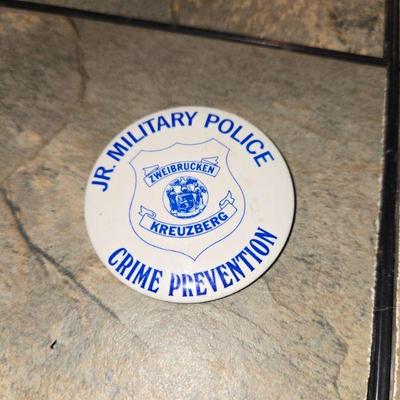 JR. MILITARY POLICE
ZWEIBRUCKEN
KREUZBERG
CRIME PREVENTION